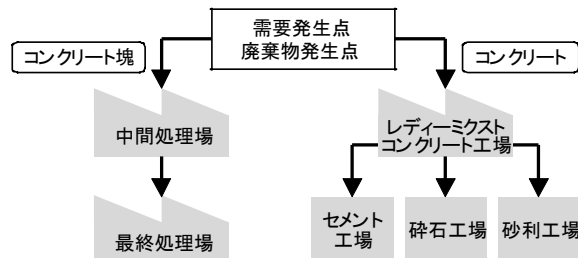 需要発生点
廃棄物発生点
コンクリート塊
コンクリート
中間処理場
レディーミクスト
コンクリート工場
最終処理場
セメント
工場
砕石工場
砂利工場